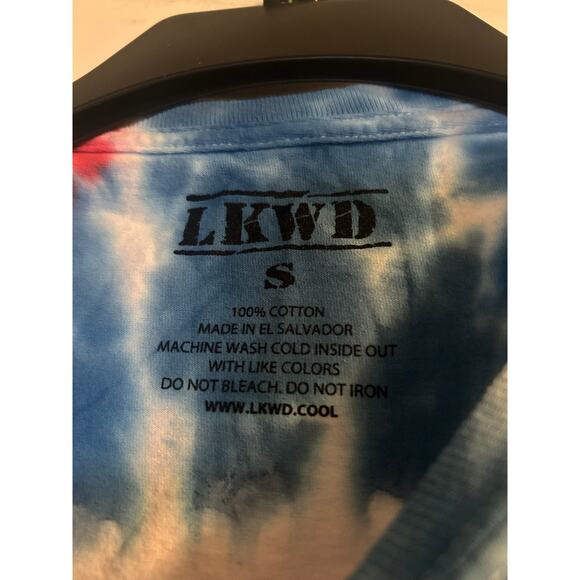 LKWD
S
100% COTTON
MADE IN EL SALVADOR
MACHINE WASH COLD INSIDE OUT
WITH LIKE COLORS
DO NOT BLEACH. DO NOT IRON
WWW.LKWD.COOL